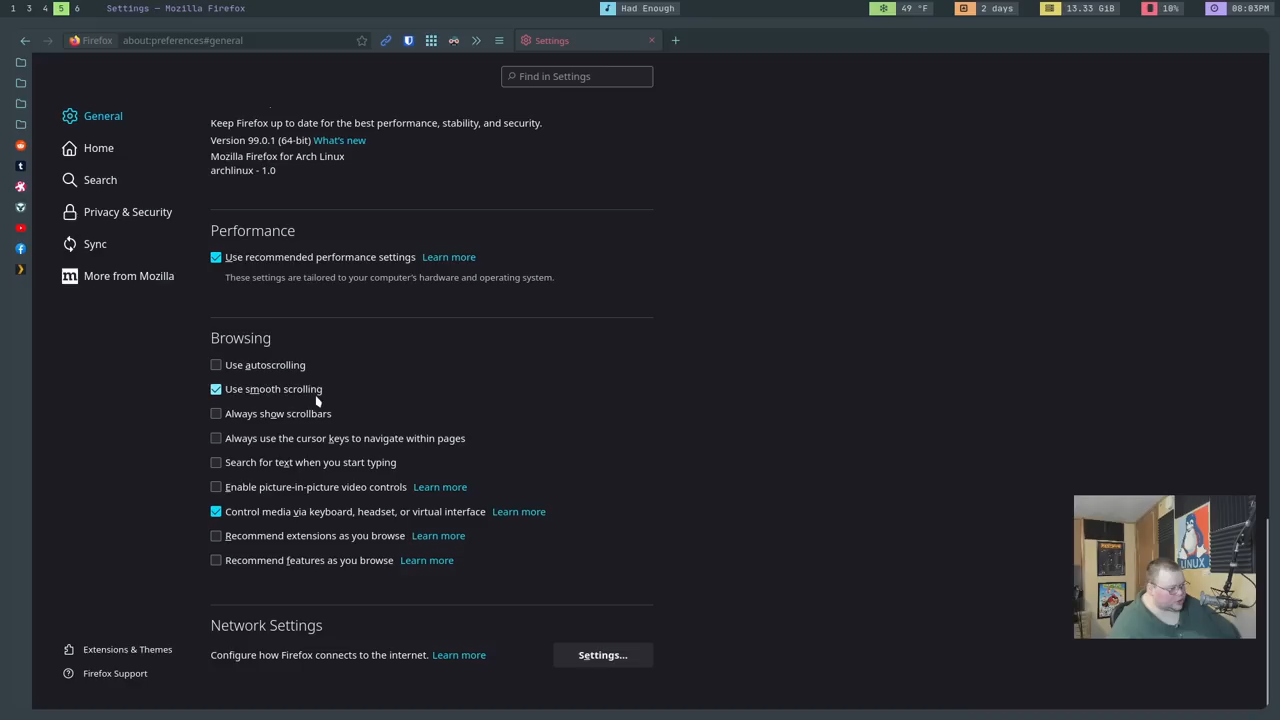 1 3 4 5 6 Settings — Mozilla Firefox Had Enough 49 °F 2 days 13.33 GiB 10% 08:03PM
Firefox about:preferences#general Settings
Find in Settings
General
Home
Search
Privacy & Security
Sync
More from Mozilla
Extensions & Themes
Firefox Support
Keep Firefox up to date for the best performance, stability, and security.
Version 99.0.1 (64-bit) What's new
Mozilla Firefox for Arch Linux
archlinux - 1.0
Performance
Use recommended performance settings Learn more
These settings are tailored to your computer's hardware and operating system.
Browsing
Use autoscrolling
Use smooth scrolling
Always show scrollbars
Always use the cursor keys to navigate within pages
Search for text when you start typing
Enable picture-in-picture video controls Learn more
Control media via keyboard, headset, or virtual interface Learn more
Recommend extensions as you browse Learn more
Recommend features as you browse Learn more
Network Settings
Configure how Firefox connects to the internet. Learn more Settings...
LINUX